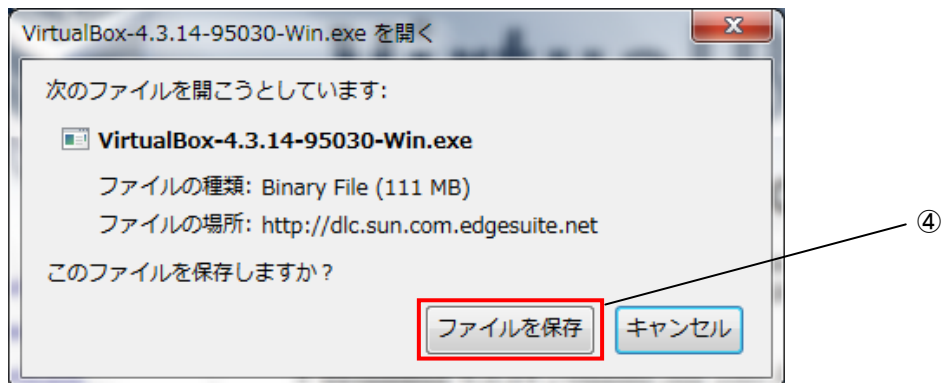 VirtualBox-4.3.14-95030-Win.exe を開く
次のファイルを開こうとしています:
VirtualBox-4.3.14-95030-Win.exe
ファイルの種類: Binary File (111 MB)
ファイルの場所: http://dlc.sun.com.edgesuite.net
④
このファイルを保存しますか？
ファイルを保存 キャンセル